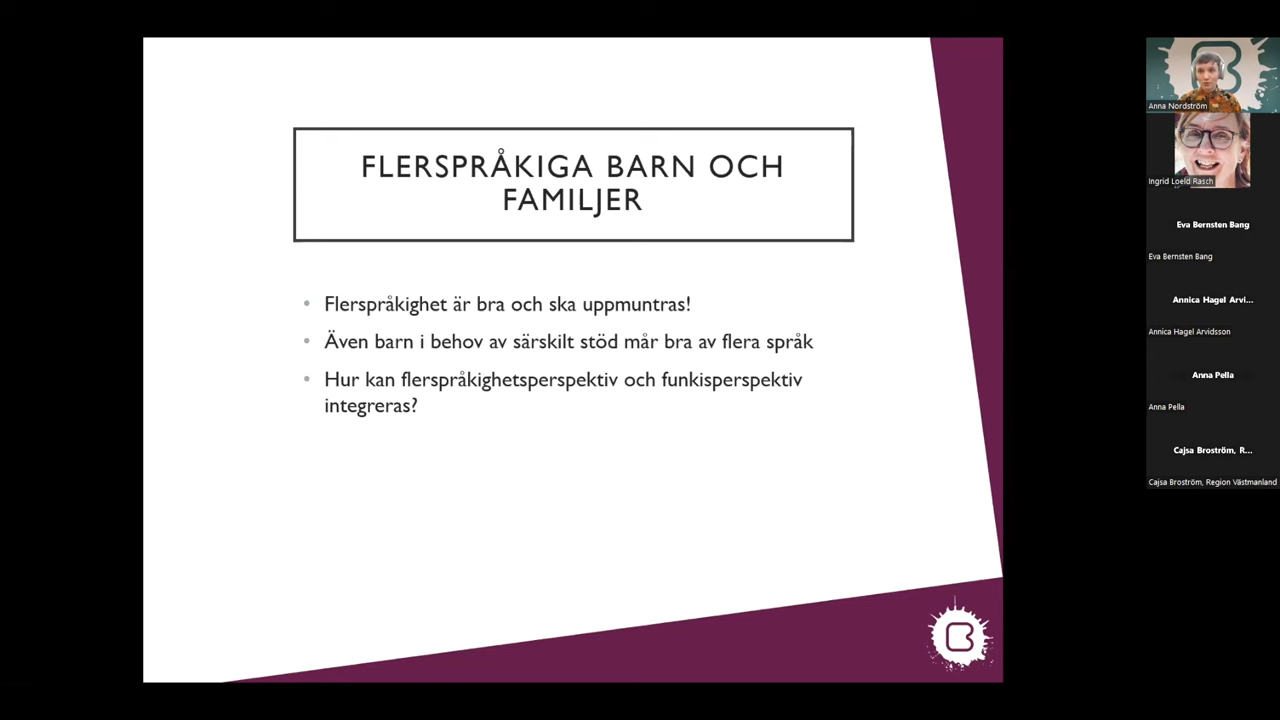 FLERSPRÅKIGA BARN OCH
FAMILJER
• Flerspråkighet är bra och ska uppmuntras!
• Även barn i behov av särskilt stöd mår bra av flera språk
• Hur kan flerspråkighetsperspektiv och funkisperspektiv
integreras?
Anna Nordström
Ingrid Loeld Rasch
Eva Bernsten Bang
Eva Bernsten Bang
Annica Hagel Arvi...
Annica Hagel Arvidsson
Anna Pella
Anna Pella
Cajsa Broström, R...
Cajsa Broström, Region Västmanland